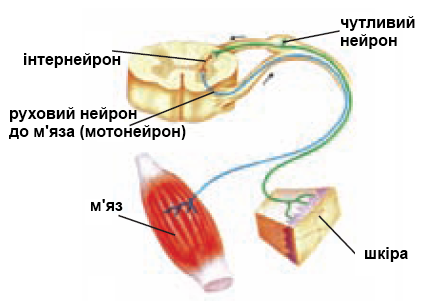 чутливий
нейрон
інтернейрон
руховий нейрон
до м'яза (мотонейрон)
м'яз
шкіра